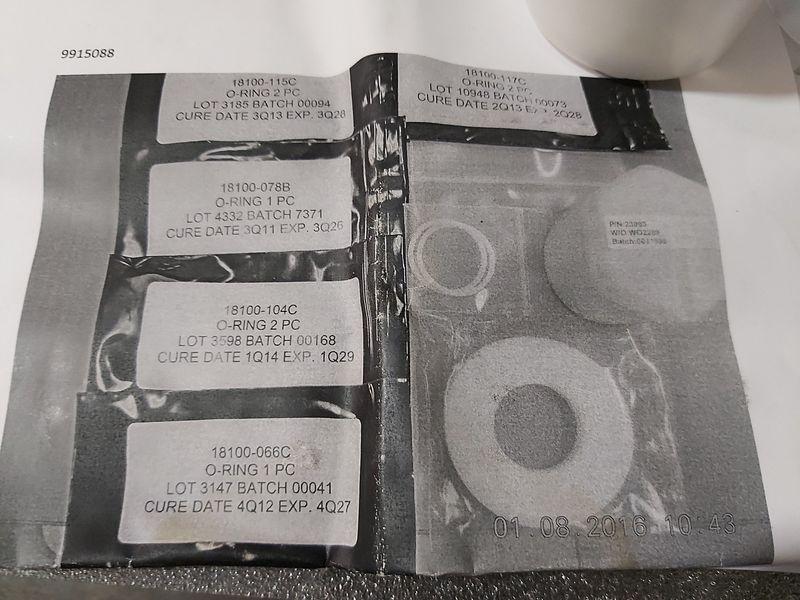 9915088
18100-115C
O-RING 2 PC
LOT 3185 BATCH 00094
CURE DATE 3Q13 EXP. 3Q28
18100-117C
O-RING 2 PC
LOT 10948 BATCH 00073
CURE DATE 2Q13 EXP. 2Q28
18100-078B
O-RING 1 PC
LOT 4332 BATCH 7371
CURE DATE 3Q11 EXP. 3Q26
18100-104C
O-RING 2 PC
LOT 3598 BATCH 00168
CURE DATE 1Q14 EXP. 1Q29
18100-066C
O-RING 1 PC
LOT 3147 BATCH 00041
CURE DATE 4Q12 EXP. 4Q27
01.08.2016 10:43